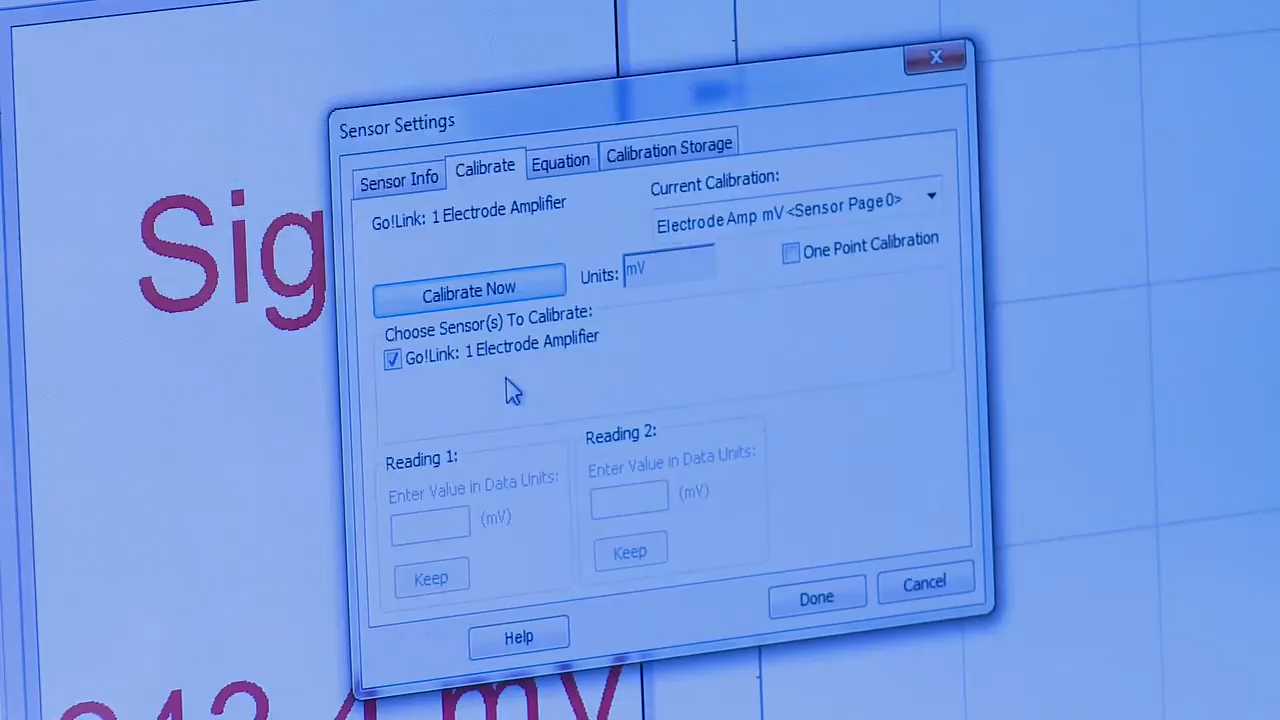 Sig
Sensor Settings
X
Sensor Info
Calibrate
Equation
Calibration Storage
Go!Link: 1 Electrode Amplifier
Current Calibration:
Electrode Amp mV <Sensor Page 0>
Calibrate Now
Units: mV
One Point Calibration
Choose Sensor(s) To Calibrate:
Go!Link: 1 Electrode Amplifier
Reading 1:
Enter Value in Data Units:
(mV)
Keep
Reading 2:
Enter Value in Data Units:
(mV)
Keep
Done
Cancel
Help
mV